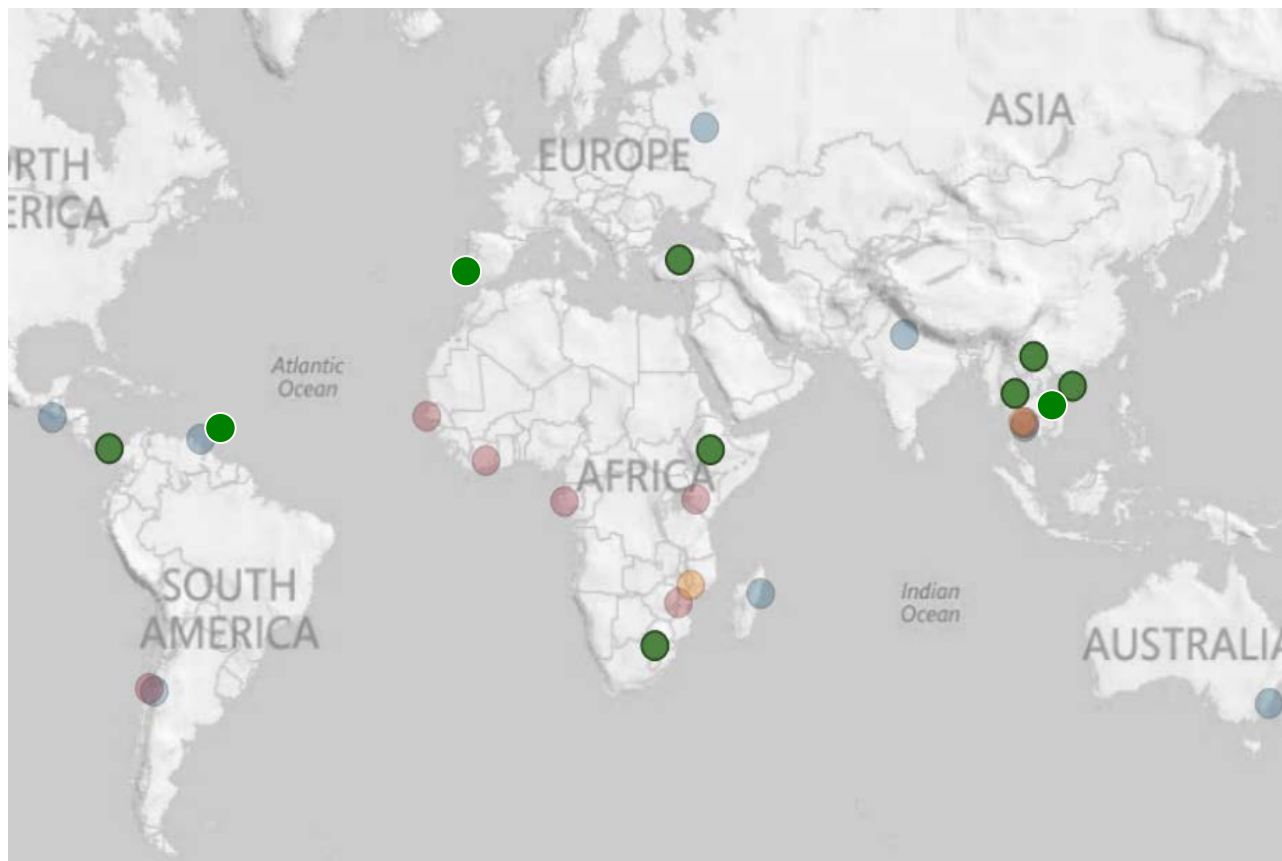 ASIA
EUROPE
RTH
ERICA
Atlantic
Ocean
AFRICA
SOUTH
AMERICA
Indian
Ocean
AUSTRALIA